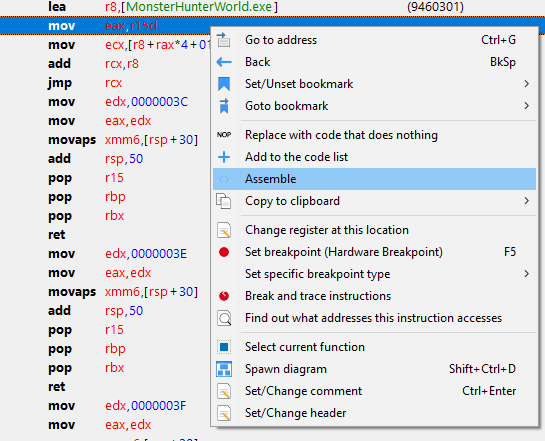 lea r8,[MonsterHunterWorld.exe] (9460301)
mov eax,r15d
mov ecx,[r8+rax*4+01
add rcx,r8
jmp rcx
mov edx,0000003C
mov eax,edx
movaps xmm6,[rsp+30]
add rsp,50
pop r15
pop rbp
pop rbx
ret
mov edx,0000003E
mov eax,edx
movaps xmm6,[rsp+30]
add rsp,50
pop r15
pop rbp
pop rbx
ret
mov edx,0000003F
mov eax,edx
Go to address Ctrl+G
Back BkSp
Set/Unset bookmark
Goto bookmark
NOP Replace with code that does nothing
Add to the code list
Assemble
Copy to clipboard
Change register at this location
Set breakpoint (Hardware Breakpoint) F5
Set specific breakpoint type
Break and trace instructions
Find out what addresses this instruction accesses
Select current function
Spawn diagram Shift+Ctrl+D
Set/Change comment Ctrl+Enter
Set/Change header